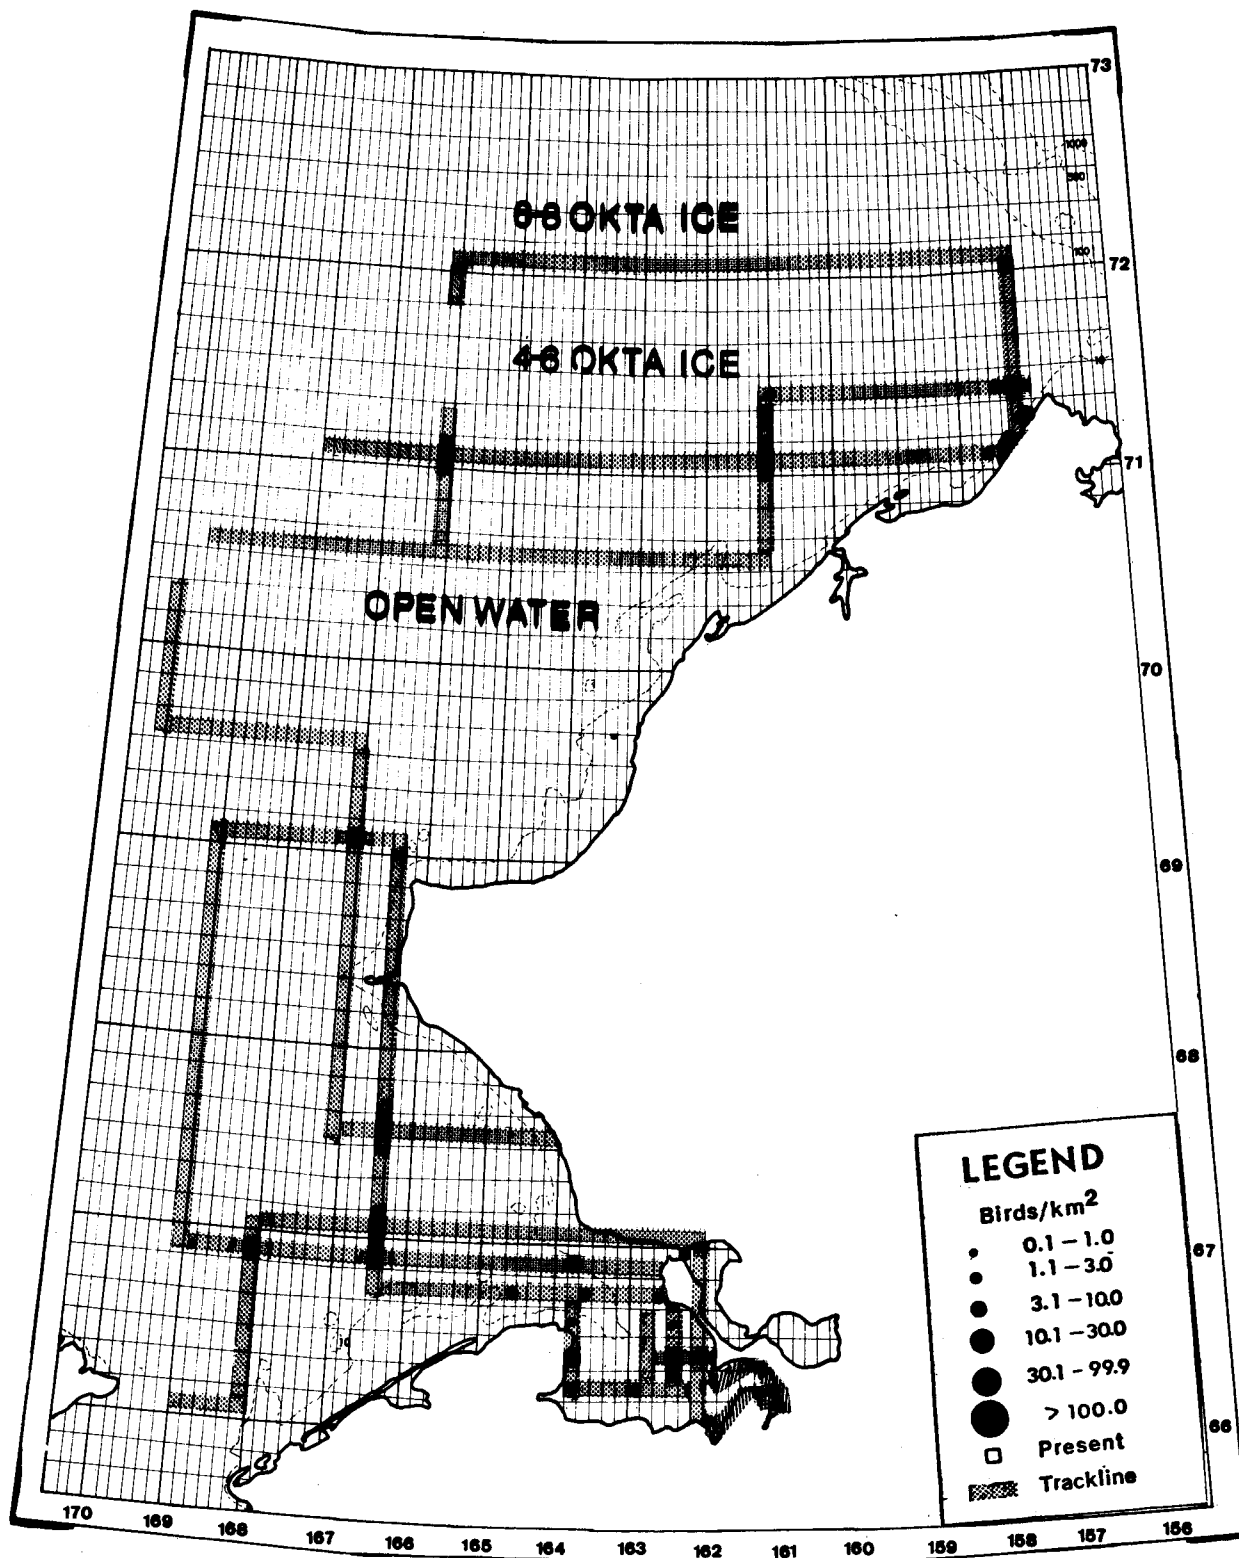 73
1000
100
6-8 OKTA ICE
72
4-6 OKTA ICE
71
OPEN WATER
70
69
68
LEGEND
Birds/km2
0.1 – 1.0
1.1 – 3.0
3.1 – 10.0
10.1 – 30.0
30.1 – 99.9
> 100.0
Present
Trackline
67
10
66
170 169 168 167 166 165 164 163 162 161 160 159 158 157 156